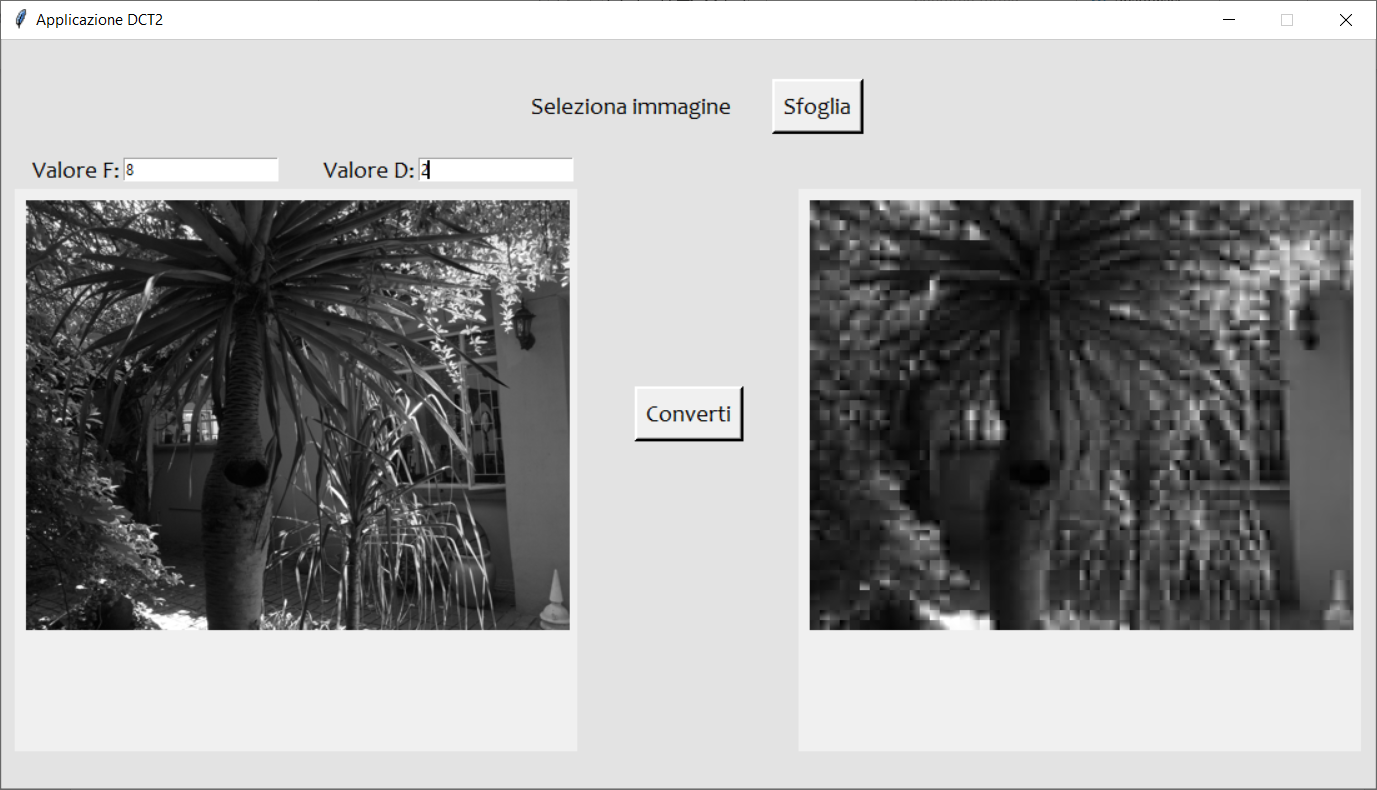 Applicazione DCT2
Seleziona immagine Sfoglia
Valore F: 8 Valore D: 2
Converti